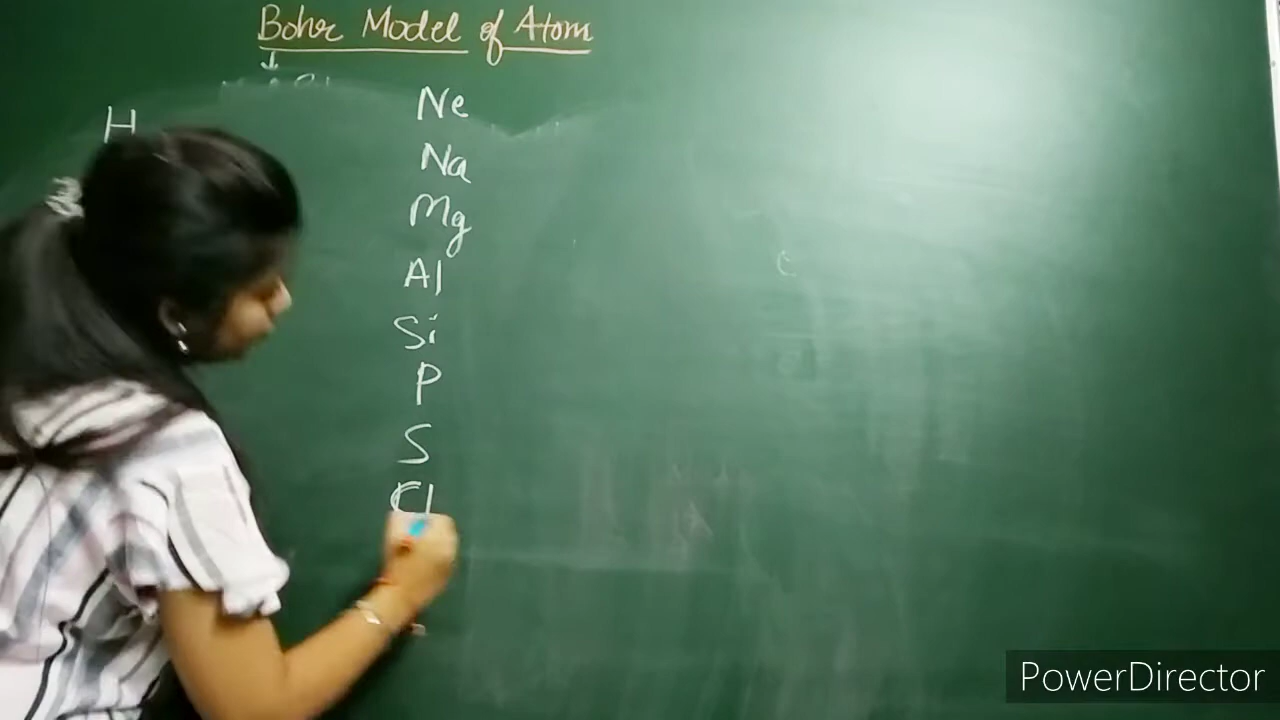 Bohr Model of Atom
H
Ne
Na
Mg
Al
Si
P
S
Cl
PowerDirector